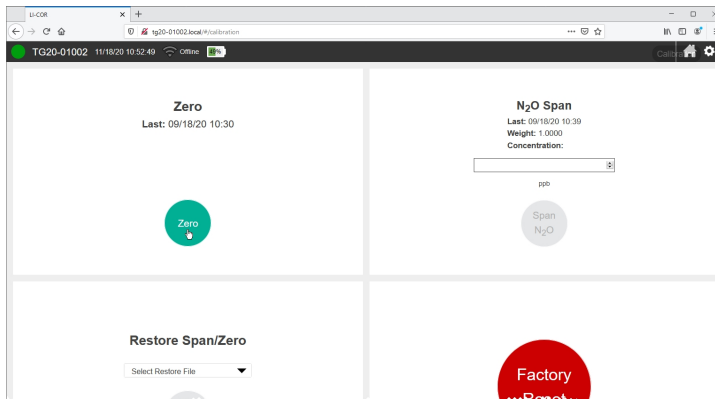 LI-COR
tg20-01002.local/#/calibration
TG20-01002 11/18/20 10:52:49 Offline 49%
Zero
Last: 09/18/20 10:30
Zero
N₂O Span
Last: 09/18/20 10:39
Weight: 1.0000
Concentration:
ppb
Span
N₂O
Restore Span/Zero
Select Restore File
Factory
Reset